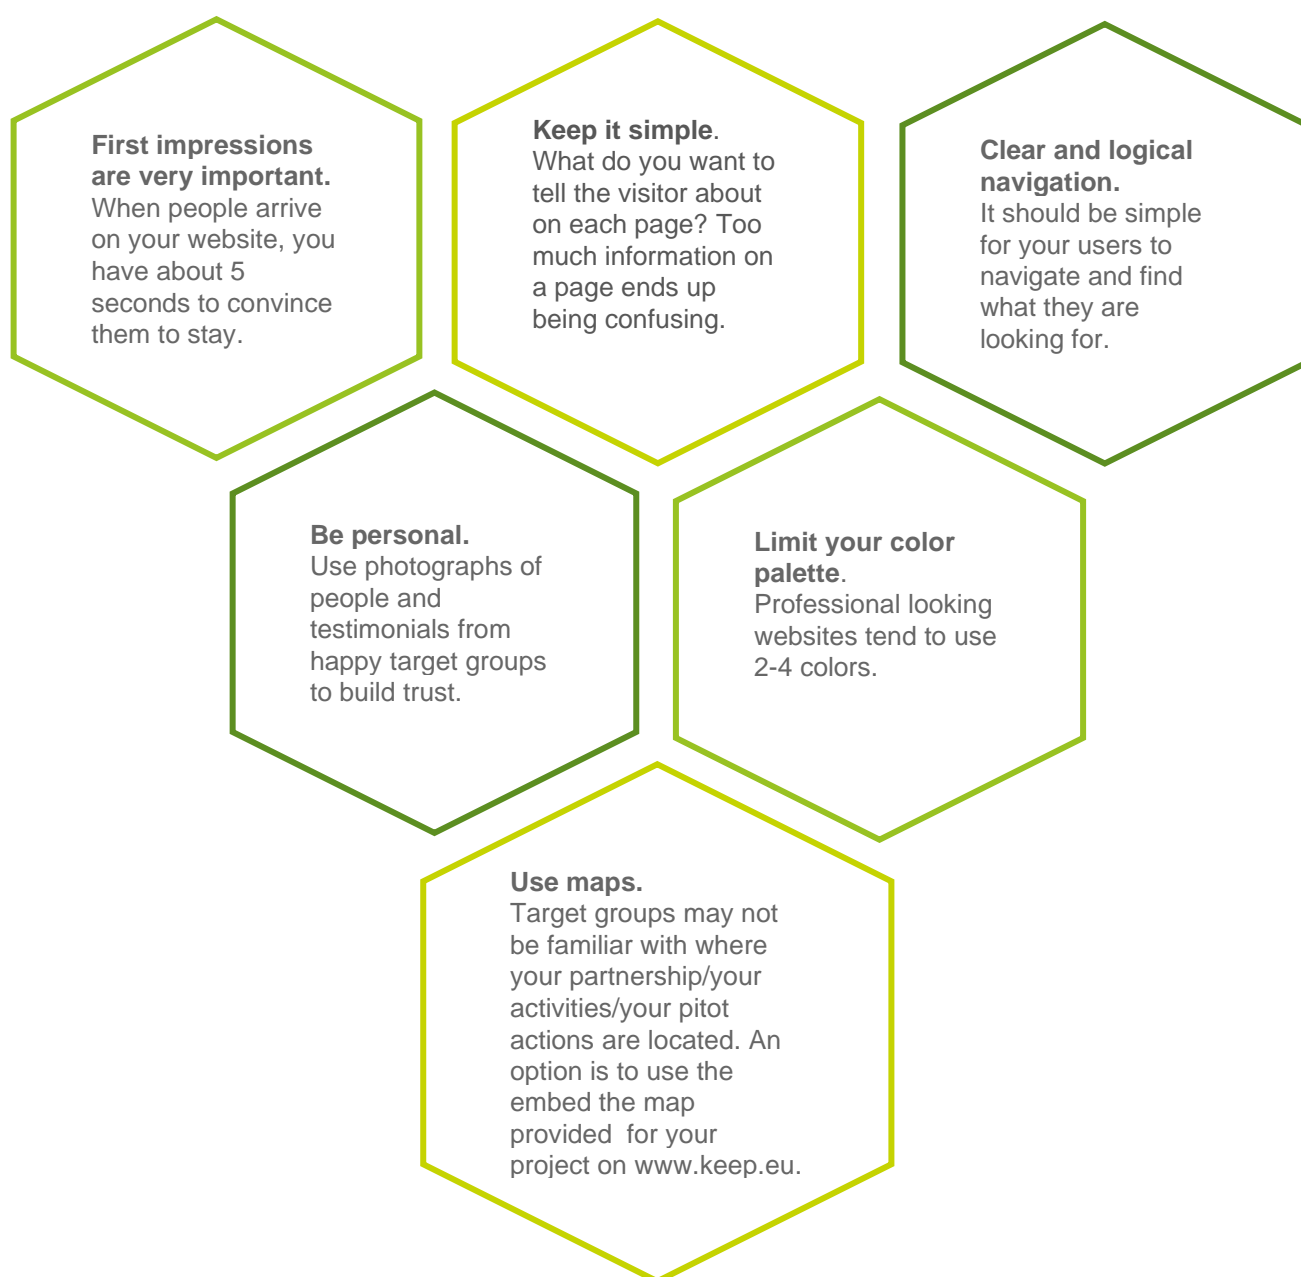 First impressions
are very important.
When people arrive
on your website, you
have about 5
seconds to convince
them to stay.
Keep it simple.
What do you want to
tell the visitor about
on each page? Too
much information on
a page ends up
being confusing.
Clear and logical
navigation.
It should be simple
for your users to
navigate and find
what they are
looking for.
Be personal.
Use photographs of
people and
testimonials from
happy target groups
to build trust.
Limit your color
palette.
Professional looking
websites tend to use
2-4 colors.
Use maps.
Target groups may not
be familiar with where
your partnership/your
activities/your pitot
actions are located. An
option is to use the
embed the map
provided  for your
project on www.keep.eu.